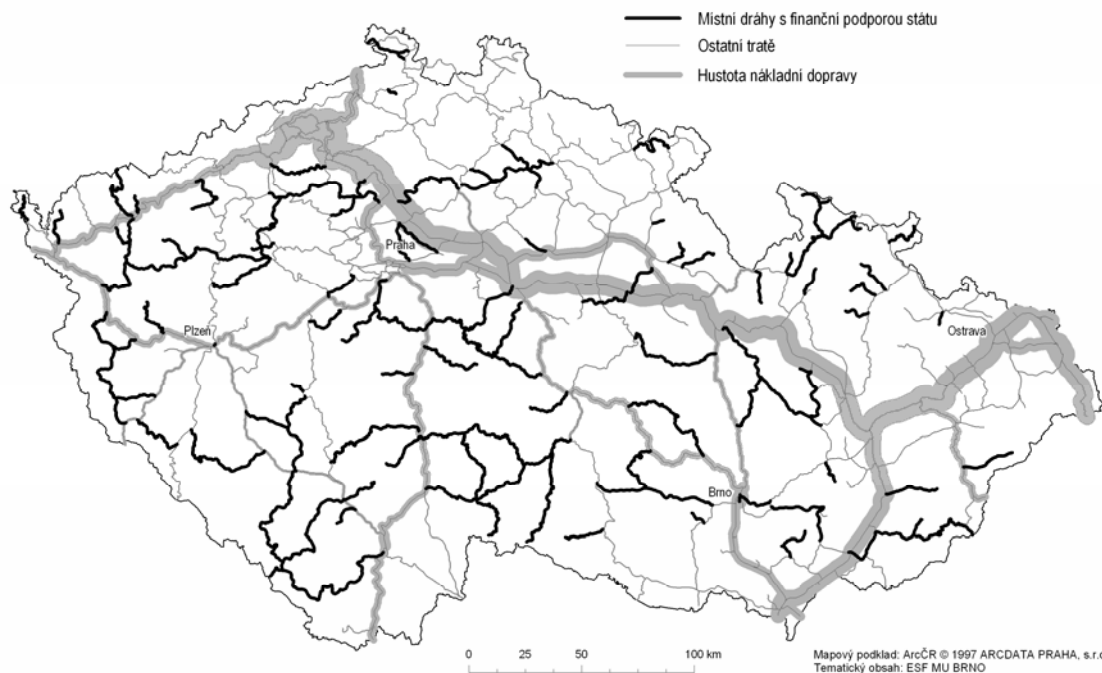 Místní dráhy s finanční podporou státu
Ostatní tratě
Hustota nákladní dopravy
Praha
Plzeň
Ostrava
Brno
0 25 50 100 km
Mapový podklad: ArcČR © 1997 ARCDATA PRAHA, s.r.o
Tematický obsah: ESF MU BRNO